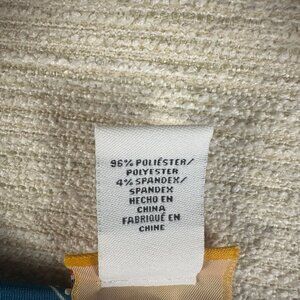 96% POLIÉSTER/
POLYESTER
4% SPANDEX/
SPANDEX
HECHO EN
CHINA
FABRIQUÉ EN
CHINE